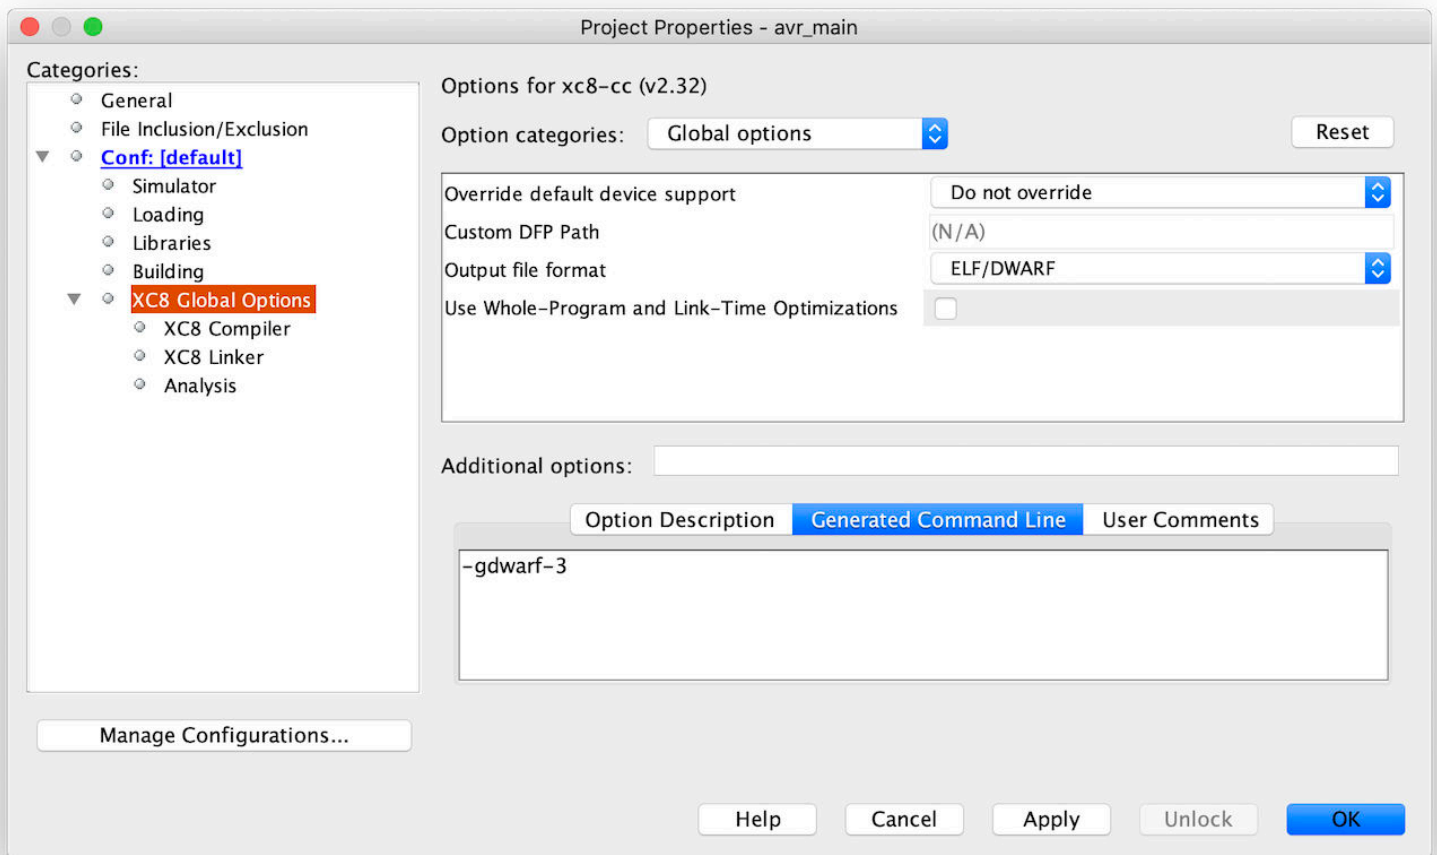 Project Properties - avr_main
Categories:
General
File Inclusion/Exclusion
Conf: [default]
Simulator
Loading
Libraries
Building
XC8 Global Options
XC8 Compiler
XC8 Linker
Analysis
Manage Configurations...
Options for xc8-cc (v2.32)
Option categories: Global options Reset
Override default device support Do not override
Custom DFP Path (N/A)
Output file format ELF/DWARF
Use Whole-Program and Link-Time Optimizations
Additional options:
Option Description Generated Command Line User Comments
-gdwarf-3
Help Cancel Apply Unlock OK